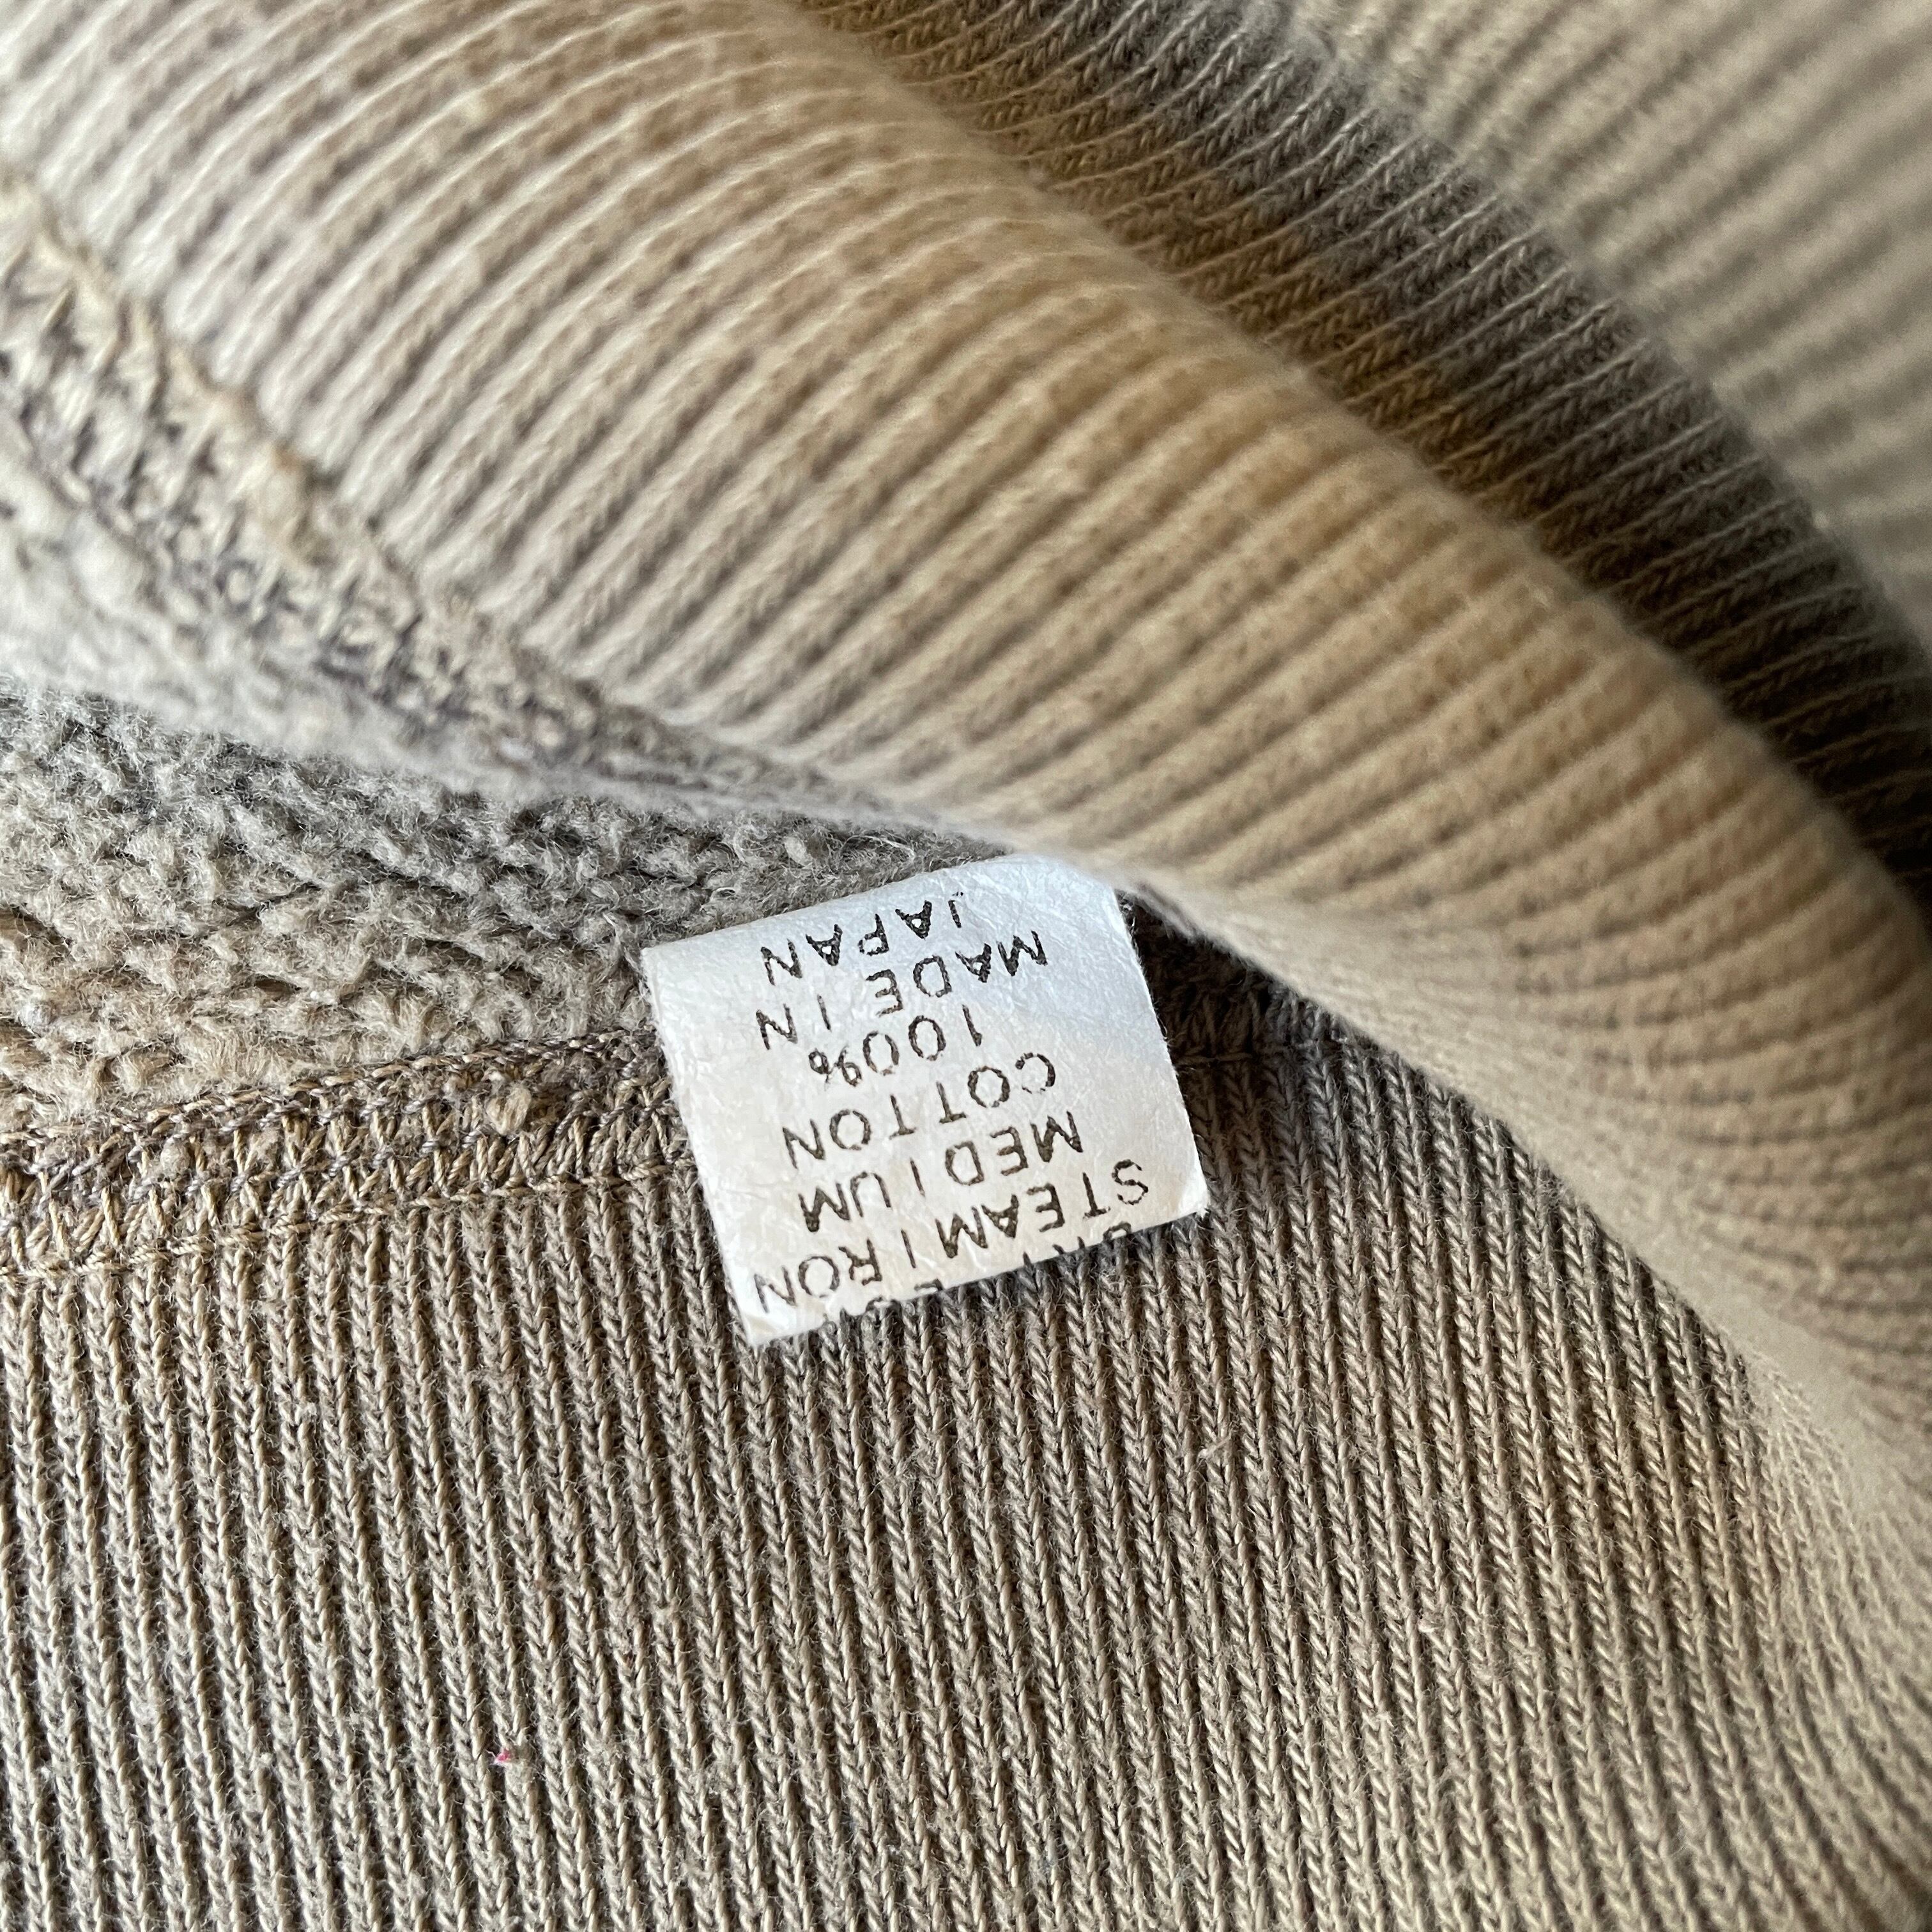 STEAM IRON
MEDIUM
COTTON
100%
MADE IN
JAPAN